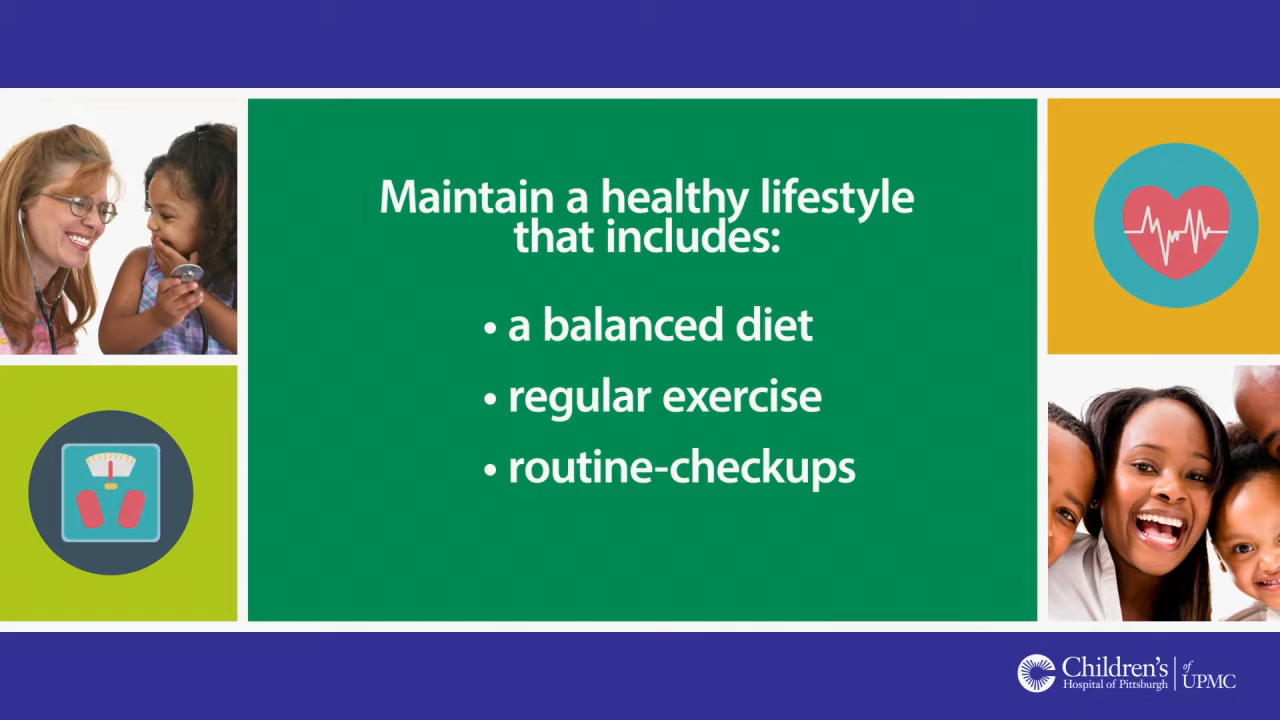 Maintain a healthy lifestyle
that includes:
• a balanced diet
• regular exercise
• routine-checkups
Children's
Hospital of Pittsburgh
of
UPMC